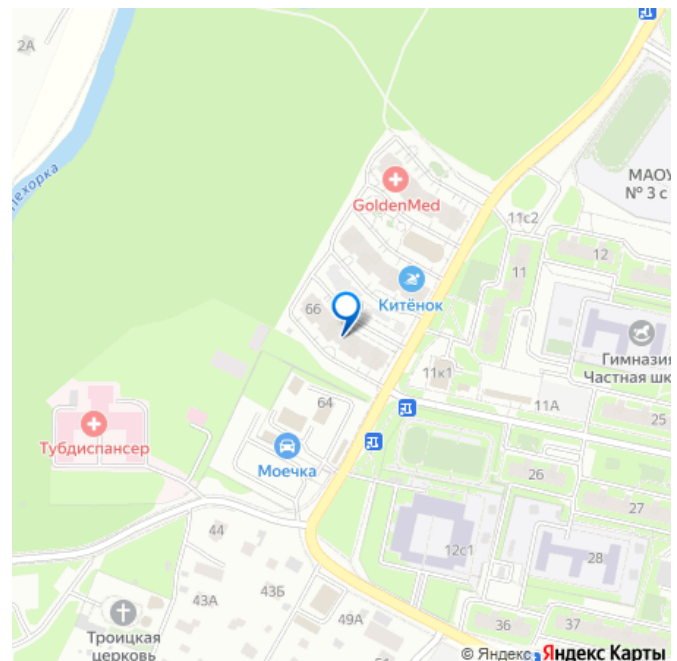 2А
Пехорка
GoldenMed
МАОУ
№ 3 с
11с2
12
11
Китёнок
66
Гимназия
Частная шк
11к1
11А
64
25
Тубдиспансер
Моечка
26
27
44
12с1
28
43Б
43А
49А
36
37
Троицкая
церковь
© Яндекс Яндекс Карты